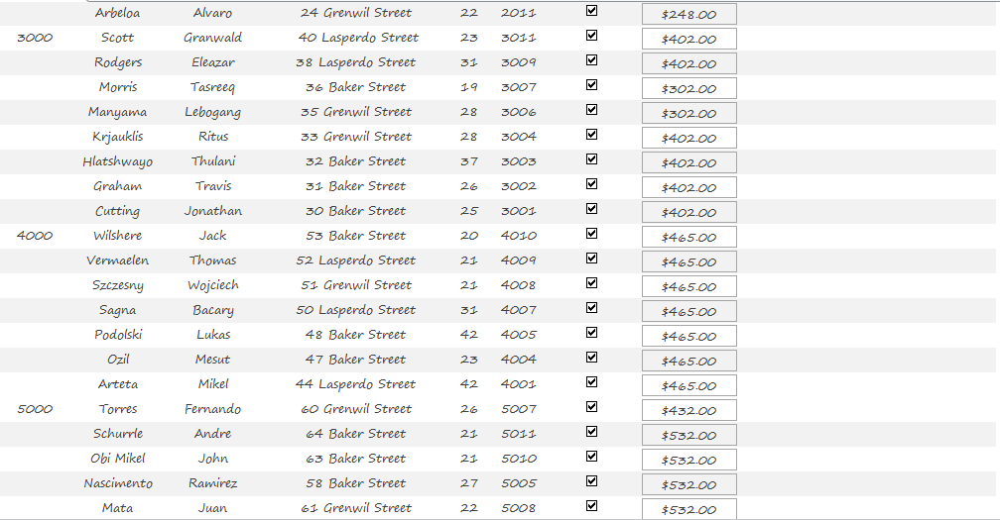 Arbeloa Alvaro 24 Grenwil Street 22 2011 $248.00
3000 Scott Granwald 40 Lasperdo Street 23 3011 $402.00
Rodgers Eleazar 38 Lasperdo Street 31 3009 $402.00
Morris Tasreeq 36 Baker Street 19 3007 $302.00
Manyama Lebogang 35 Grenwil Street 28 3006 $302.00
Krjauklis Ritus 33 Grenwil Street 28 3004 $402.00
Hlatshwayo Thulani 32 Baker Street 37 3003 $402.00
Graham Travis 31 Baker Street 26 3002 $402.00
Cutting Jonathan 30 Baker Street 25 3001 $402.00
4000 Wilshere Jack 53 Baker Street 20 4010 $465.00
Vermaelen Thomas 52 Lasperdo Street 21 4009 $465.00
Szczesny Wojciech 51 Grenwil Street 21 4008 $465.00
Sagna Bacary 50 Lasperdo Street 31 4007 $465.00
Podolski Lukas 48 Baker Street 42 4005 $465.00
Ozil Mesut 47 Baker Street 23 4004 $465.00
Arteta Mikel 44 Lasperdo Street 42 4001 $465.00
5000 Torres Fernando 60 Grenwil Street 26 5007 $432.00
Schurrle Andre 64 Baker Street 21 5011 $532.00
Obi Mikel John 63 Baker Street 21 5010 $532.00
Nascimento Ramirez 58 Baker Street 27 5005 $532.00
Mata Juan 61 Grenwil Street 22 5008 $532.00